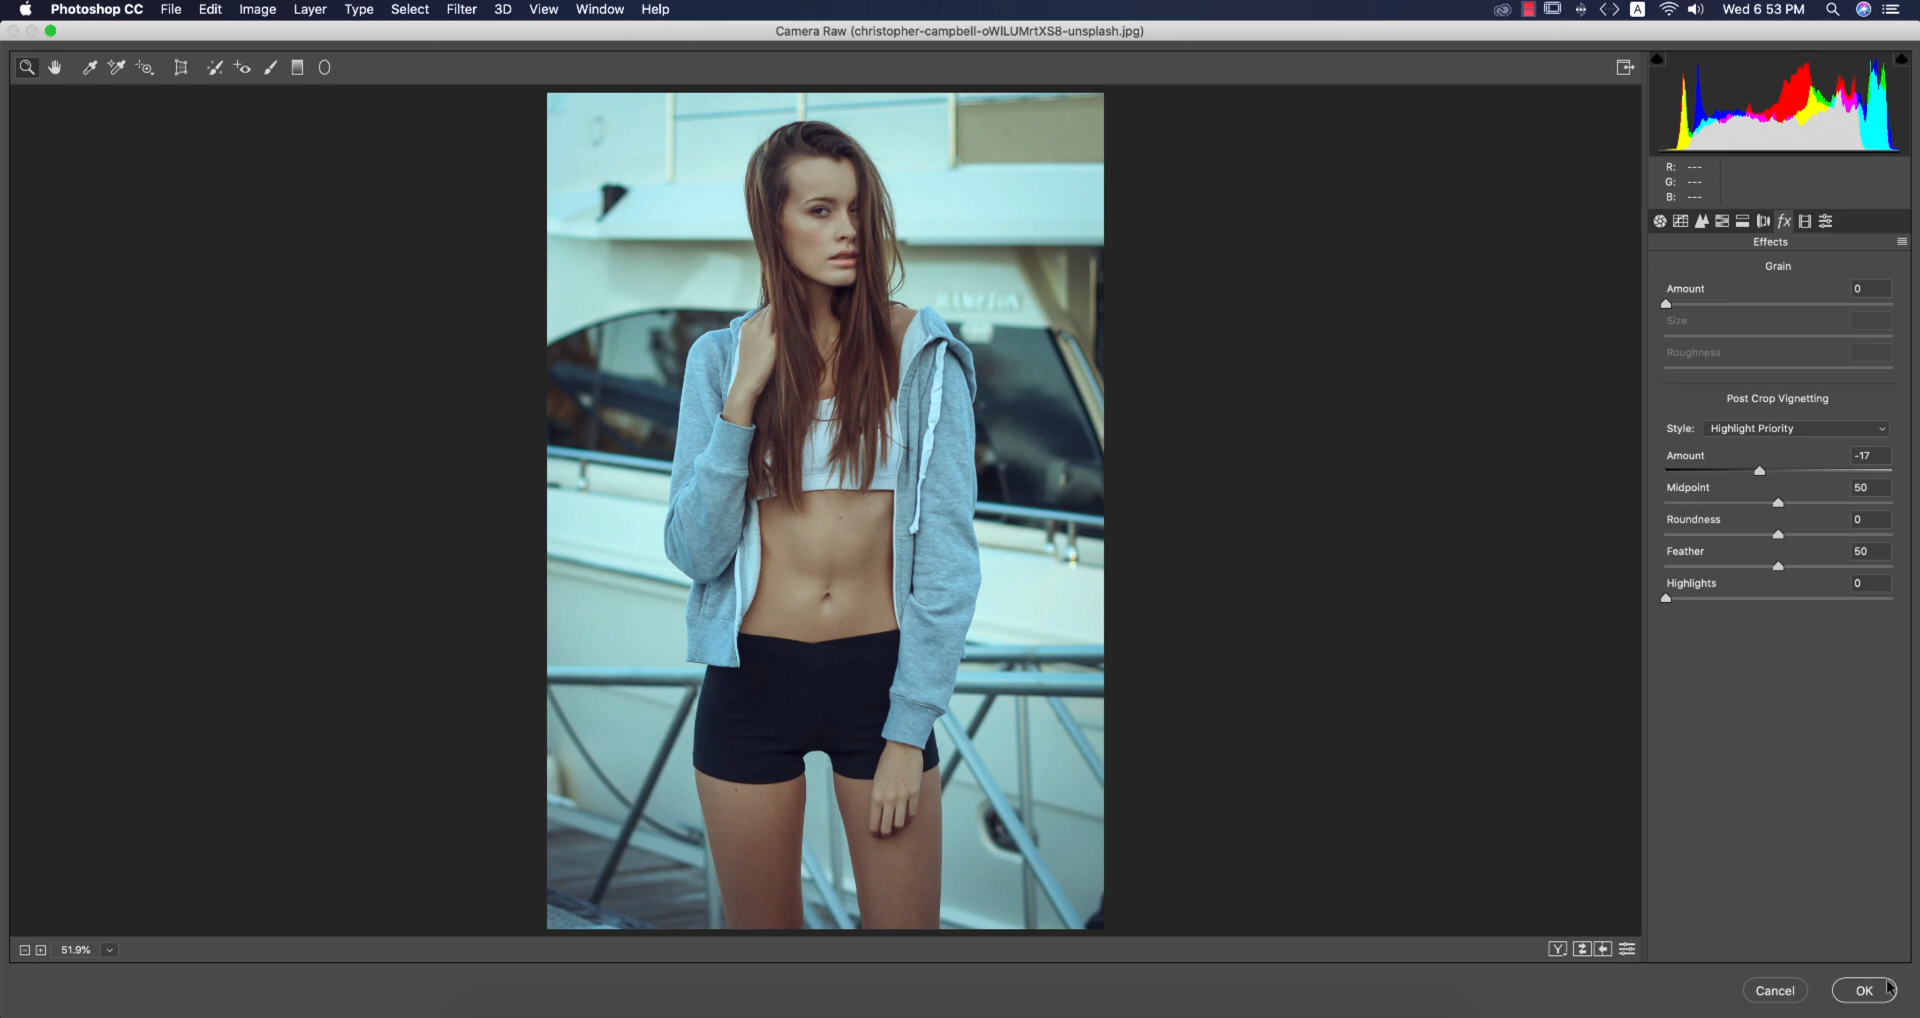 Photoshop CC File Edit Image Layer Type Select Filter 3D View Window Help A Wed 6 53 PM
Camera Raw (christopher-campbell-oWlLUMrtXS8-unsplash.jpg)
R: ---
G: ---
B: ---
fx
Effects
Grain
Amount 0
Size
Roughness
Post Crop Vignetting
Style: Highlight Priority
Amount -17
Midpoint 50
Roundness 0
Feather 50
Highlights 0
51.9%
Y
Cancel OK